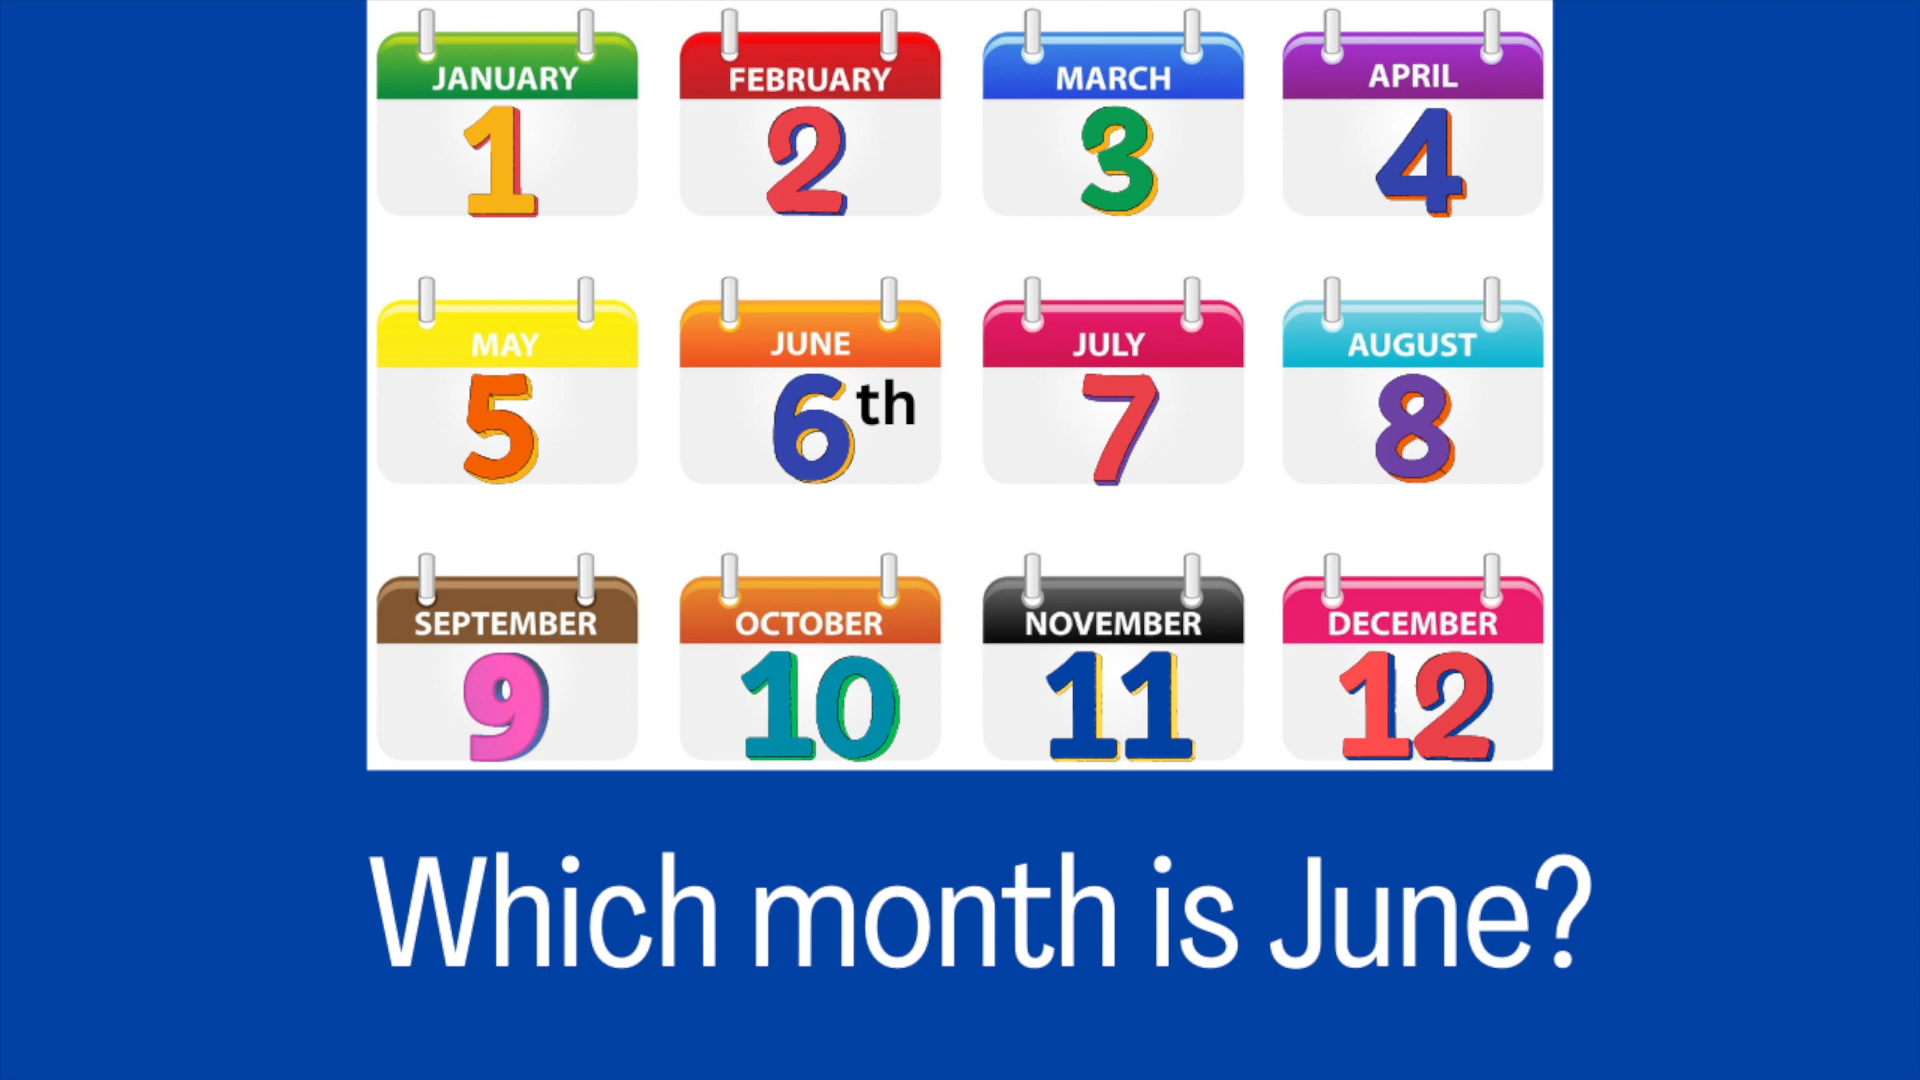 JANUARY FEBRUARY MARCH APRIL
1 2 3 4
MAY JUNE JULY AUGUST
5 6th 7 8
SEPTEMBER OCTOBER NOVEMBER DECEMBER
9 10 11 12
Which month is June?